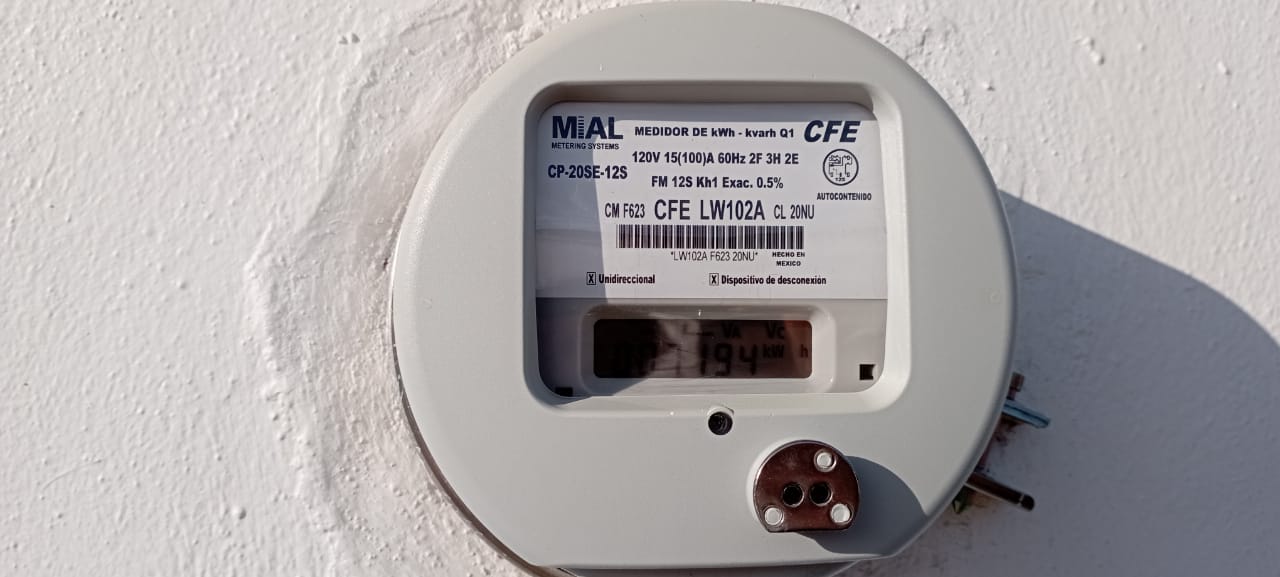 MIAL
METERING SYSTEMS
MEDIDOR DE kWh - kvarh Q1
CFE
120V 15(100)A 60Hz 2F 3H 2E
CP-20SE-12S
FM 12S Kh1 Exac. 0.5%
AUTOCONTENIDO
CM F623 CFE LW102A CL 20NU
*LW102A F623 20NU*
HECHO EN
MEXICO
X Unidireccional
X Dispositivo de desconexión
VA VC
kW h